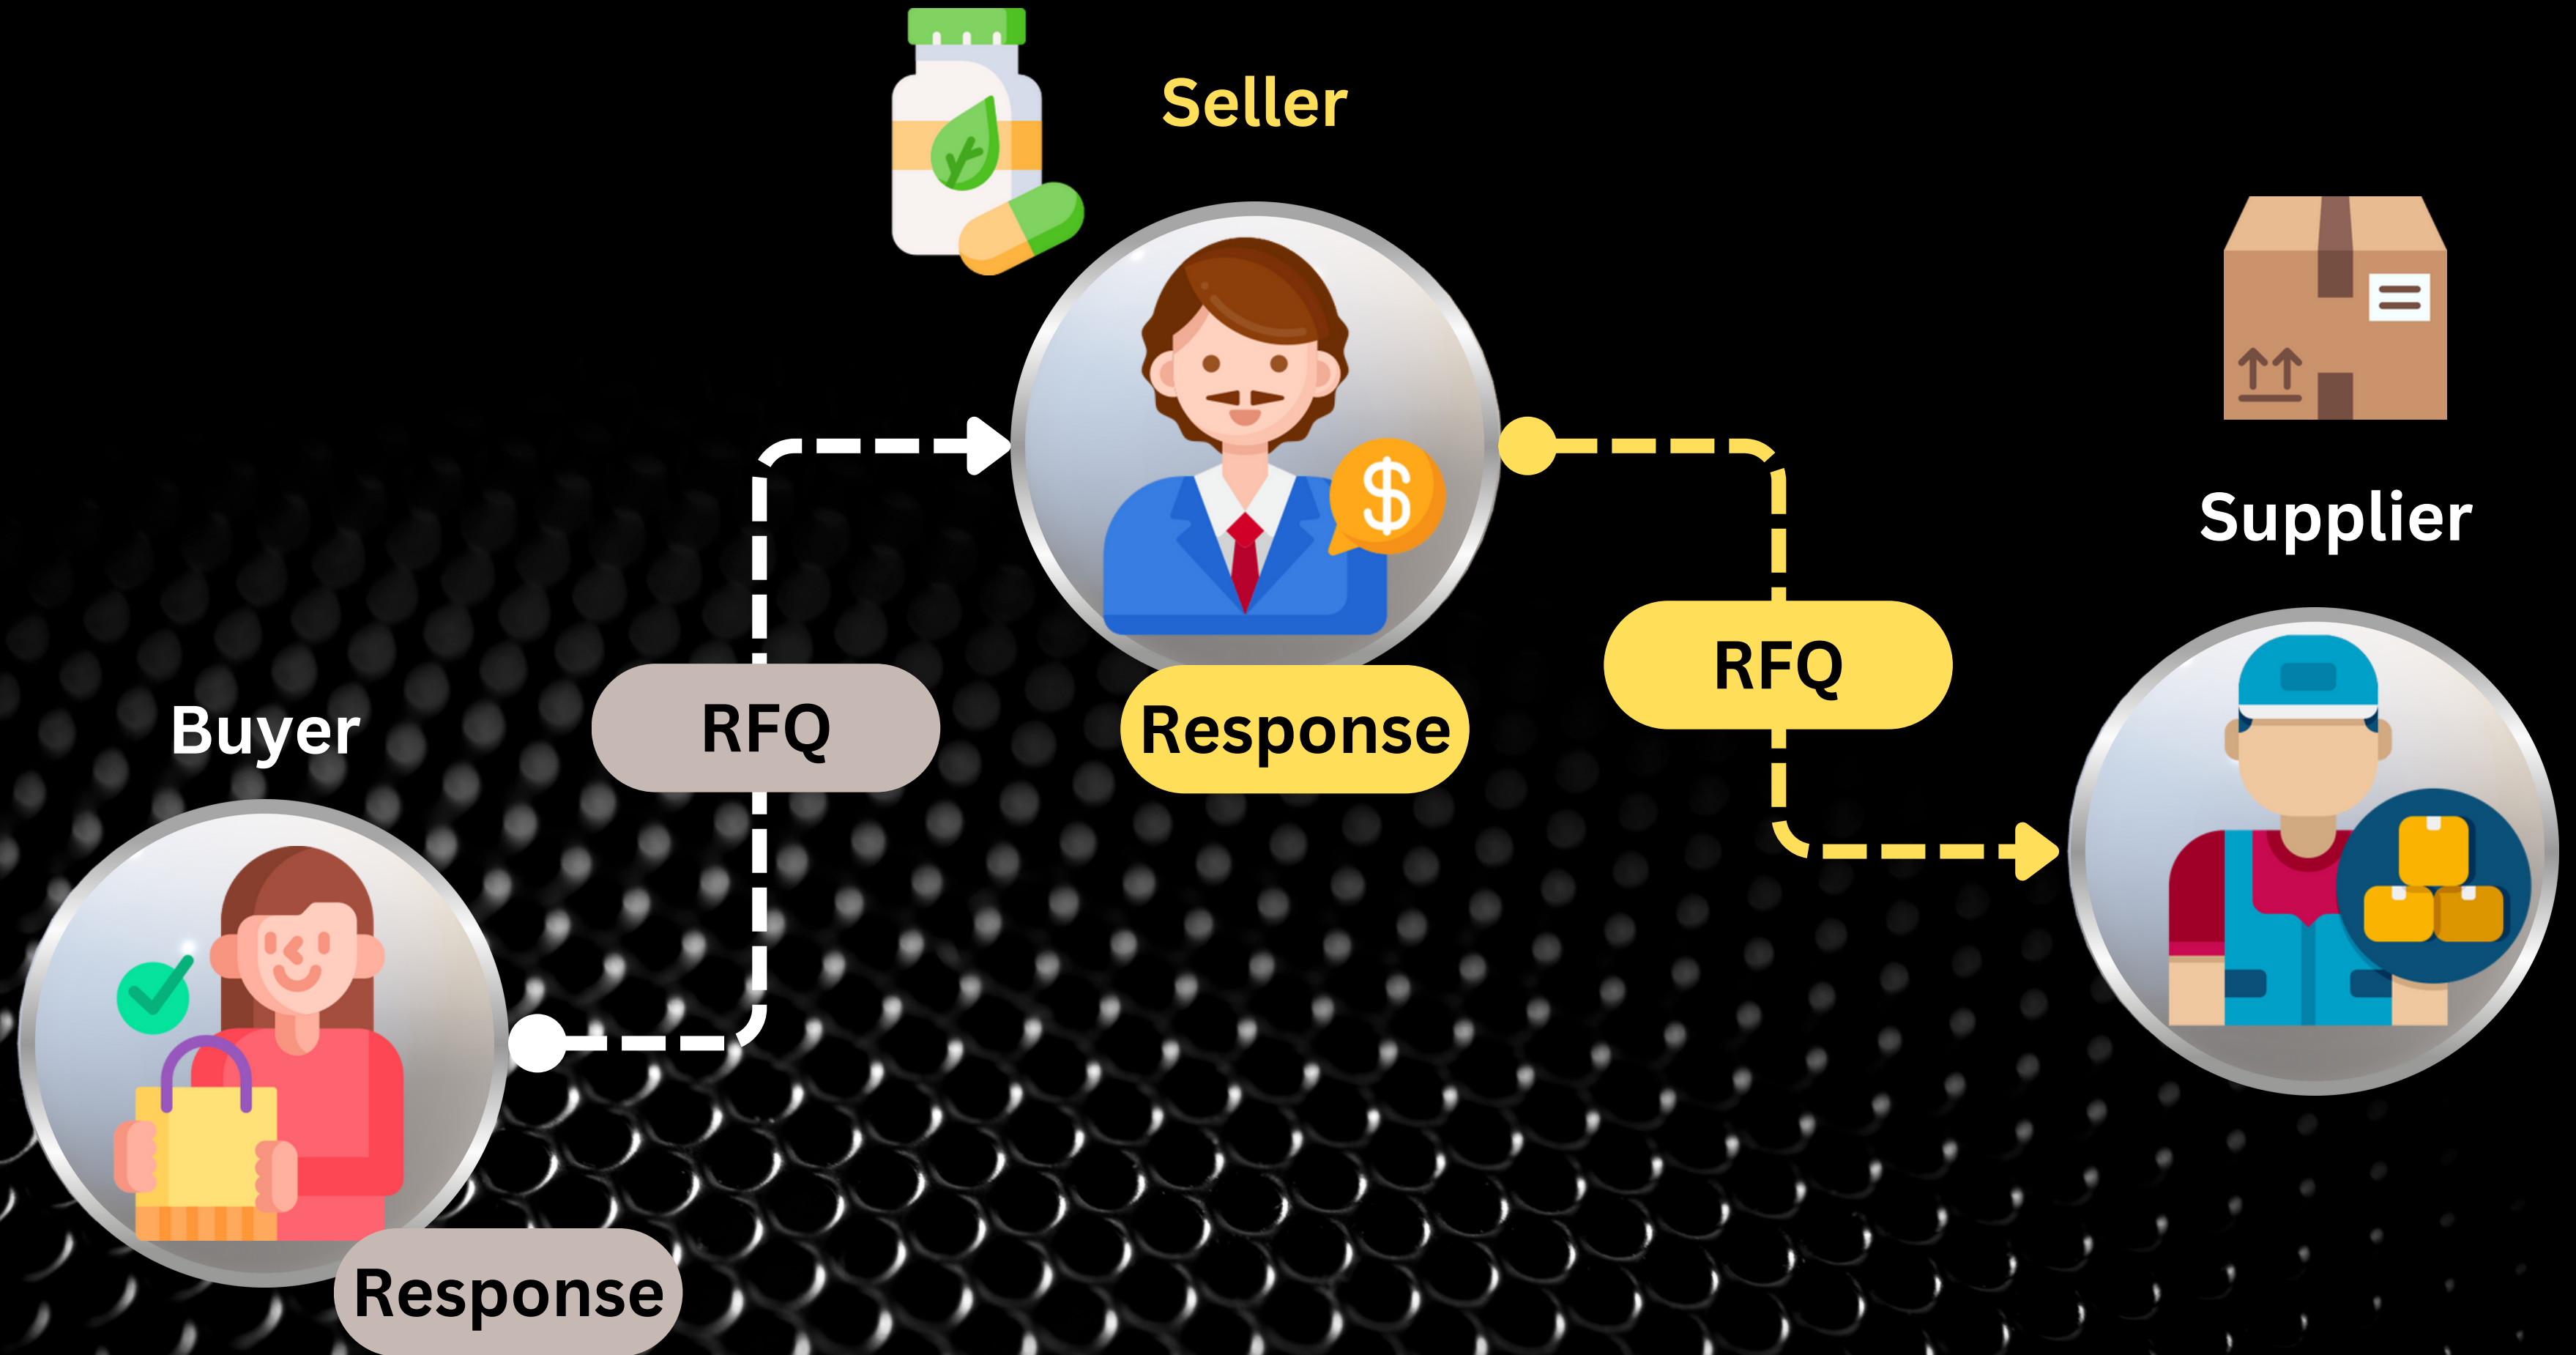 Seller
Supplier
RFQ
Buyer
RFQ
Response
Response